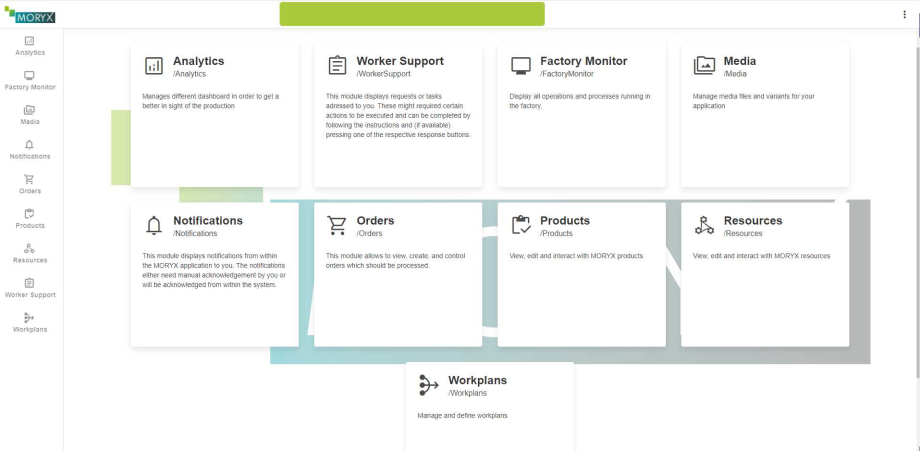 MORYX
Analytics
Factory Monitor
Media
Notifications
Orders
Products
Resources
Worker Support
Workplans
Analytics
/Analytics
Manages different dashboard in order to get a
better in sight of the production
Worker Support
/WorkerSupport
This module displays requests or tasks
adressed to you. These might required certain
actions to be executed and can be completed by
following the instructions and (if available)
pressing one of the respective response buttons.
Factory Monitor
/FactoryMonitor
Display all operations and processes running in
the factory.
Media
/Media
Manage media files and variants for your
application
Notifications
/Notifications
This module displays notifications from within
the MORYX application to you. The notifications
either need manual acknowledgement by you or
will be acknowledged from within the system.
Orders
/Orders
This module allows to view, create, and control
orders which should be processed.
Products
/Products
View, edit and interact with MORYX products
Resources
/Resources
View, edit and interact with MORYX resources
Workplans
/Workplans
Manage and define workplans